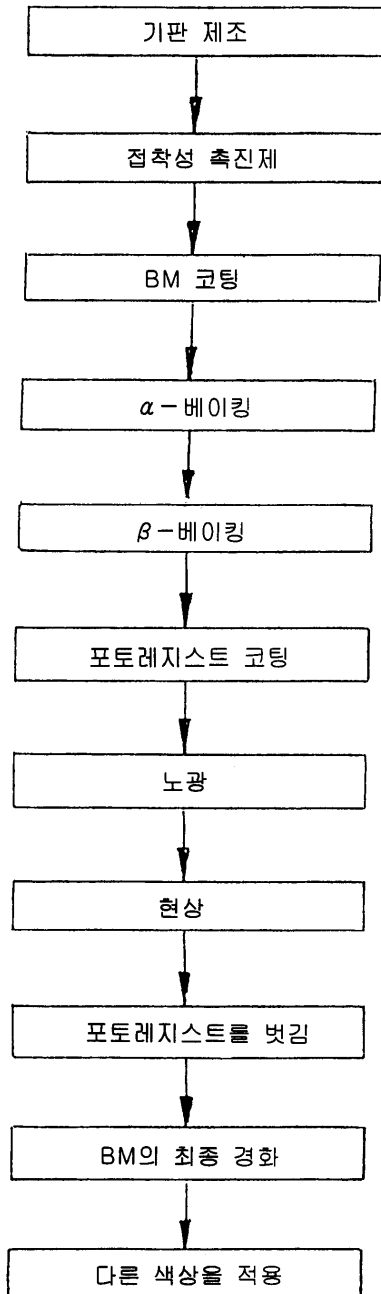 기판 제조
접착성 촉진제
BM 코팅
α-베이킹
β-베이킹
포토레지스트 코팅
노광
현상
포토레지스트를 벗김
BM의 최종 경화
다른 색상을 적용